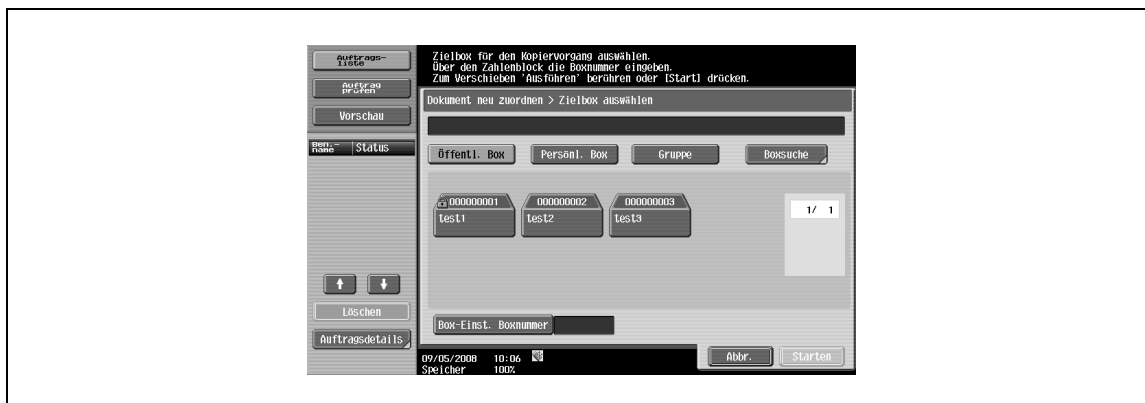 Auftrags-
liste
Auftrag
prüfen
Vorschau
Ben.-
name
Status
Löschen
Auftragsdetails
Zielbox für den Kopiervorgang auswählen.
Über den Zahlenblock die Boxnummer eingeben.
Zum Verschieben 'Ausführen' berühren oder [Start] drücken.
Dokument neu zuordnen > Zielbox auswählen
Öffentl. Box Persönl. Box Gruppe Boxsuche
000000001 000000002 000000003
test1 test2 test3
1/ 1
Box-Einst. Boxnummer
Abbr. Starten
09/05/2008 10:06
Speicher 100%